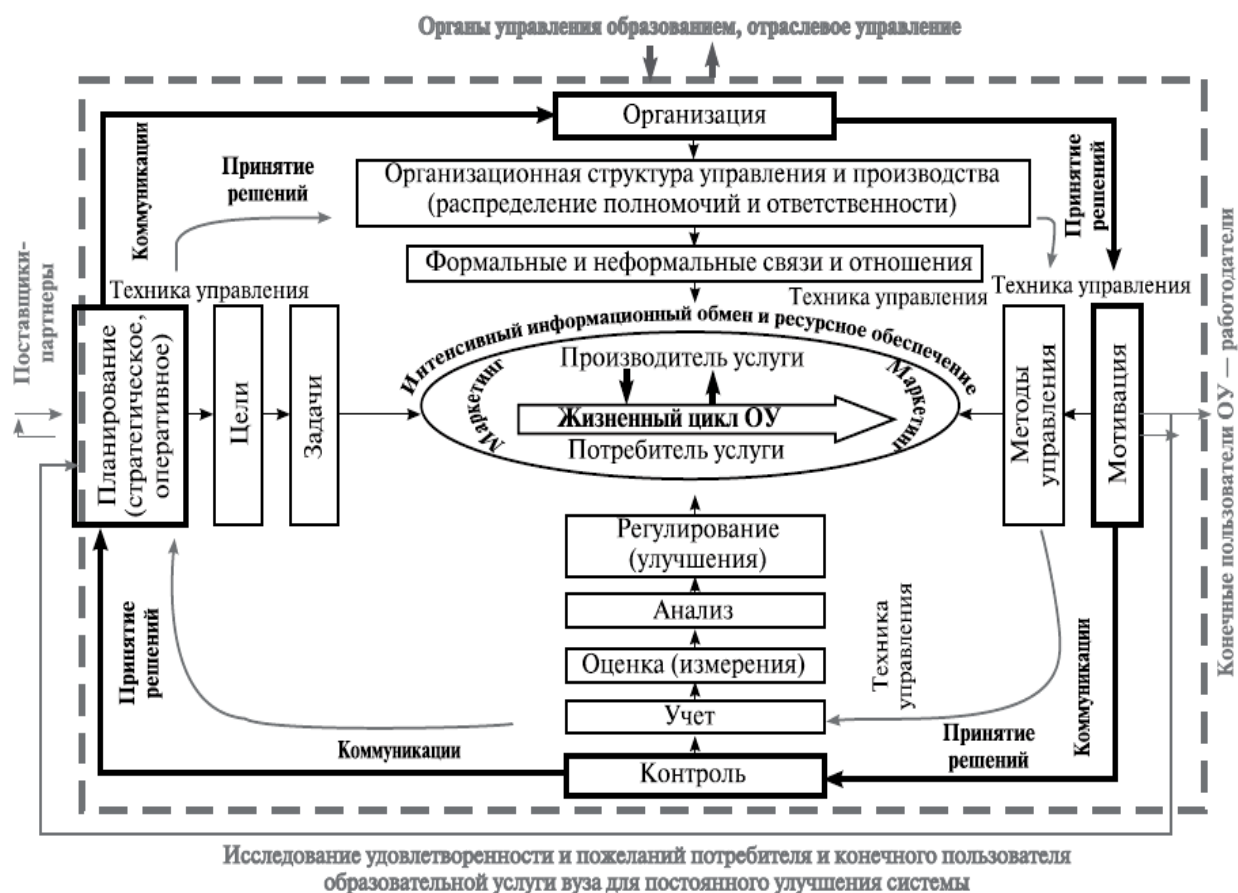 Органы управления образованием, отраслевое управление
Организация
Коммуникации
Принятие
решений
Организационная структура управления и производства
(распределение полномочий и ответственности)
Принятие
решений
Формальные и неформальные связи и отношения
Поставщики-
партнеры
Техника управления
Техника управления
Техника управления
Планирование
(стратегическое,
оперативное)
Цели
Задачи
Интенсивный информационный обмен и ресурсное обеспечение
Маркетинг
Производитель услуги
Жизненный цикл ОУ
Потребитель услуги
Маркетинг
Методы
управления
Мотивация
Конечные пользователи ОУ — работодатели
Регулирование
(улучшения)
Анализ
Оценка (измерения)
Учет
Контроль
Принятие
решений
Коммуникации
Техника
управления
Принятие
решений
Коммуникации
Исследование удовлетворенности и пожеланий потребителя и конечного пользователя
образовательной услуги вуза для постоянного улучшения системы